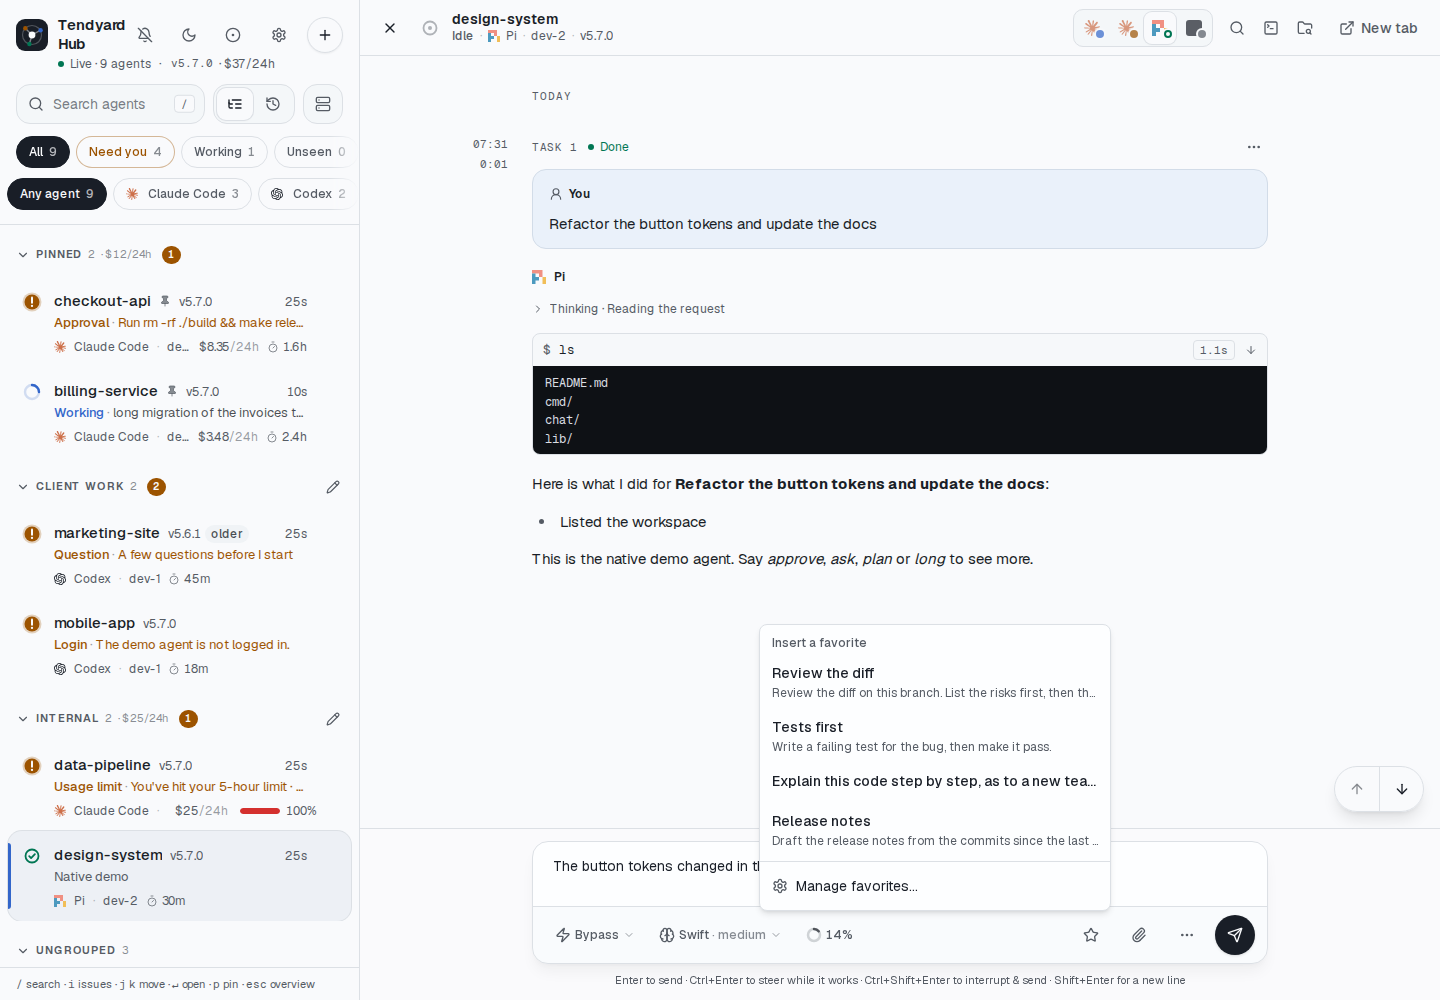 Tendyard Hub
Live · 9 agents · v5.7.0 · $37/24h
Search agents /
All 9 Need you 4 Working 1 Unseen 0
Any agent 9 Claude Code 3 Codex 2
PINNED 2 · $12/24h 1
checkout-api v5.7.0 25s
Approval · Run rm -rf ./build && make rele…
Claude Code · de… $8.35/24h 1.6h
billing-service v5.7.0 10s
Working · long migration of the invoices t…
Claude Code · de… $3.48/24h 2.4h
CLIENT WORK 2 2
marketing-site v5.6.1 older 25s
Question · A few questions before I start
Codex · dev-1 45m
mobile-app v5.7.0
Login · The demo agent is not logged in.
Codex · dev-1 18m
INTERNAL 2 · $25/24h 1
data-pipeline v5.7.0 25s
Usage limit · You've hit your 5-hour limit · …
Claude Code · $25/24h 100%
design-system v5.7.0 25s
Native demo
Pi · dev-2 30m
UNGROUPED 3
/ search · i issues · j k move · ↵ open · p pin · esc overview
design-system
Idle · Pi · dev-2 · v5.7.0
New tab
TODAY
07:31
0:01
TASK 1 Done
You
Refactor the button tokens and update the docs
Pi
Thinking · Reading the request
$ ls 1.1s
README.md
cmd/
chat/
lib/
Here is what I did for Refactor the button tokens and update the docs:
• Listed the workspace
This is the native demo agent. Say approve, ask, plan or long to see more.
Insert a favorite
Review the diff
Review the diff on this branch. List the risks first, then th…
Tests first
Write a failing test for the bug, then make it pass.
Explain this code step by step, as to a new tea…
Release notes
Draft the release notes from the commits since the last …
Manage favorites…
The button tokens changed in
Bypass Swift · medium 14%
Enter to send · Ctrl+Enter to steer while it works · Ctrl+Shift+Enter to interrupt & send · Shift+Enter for a new line